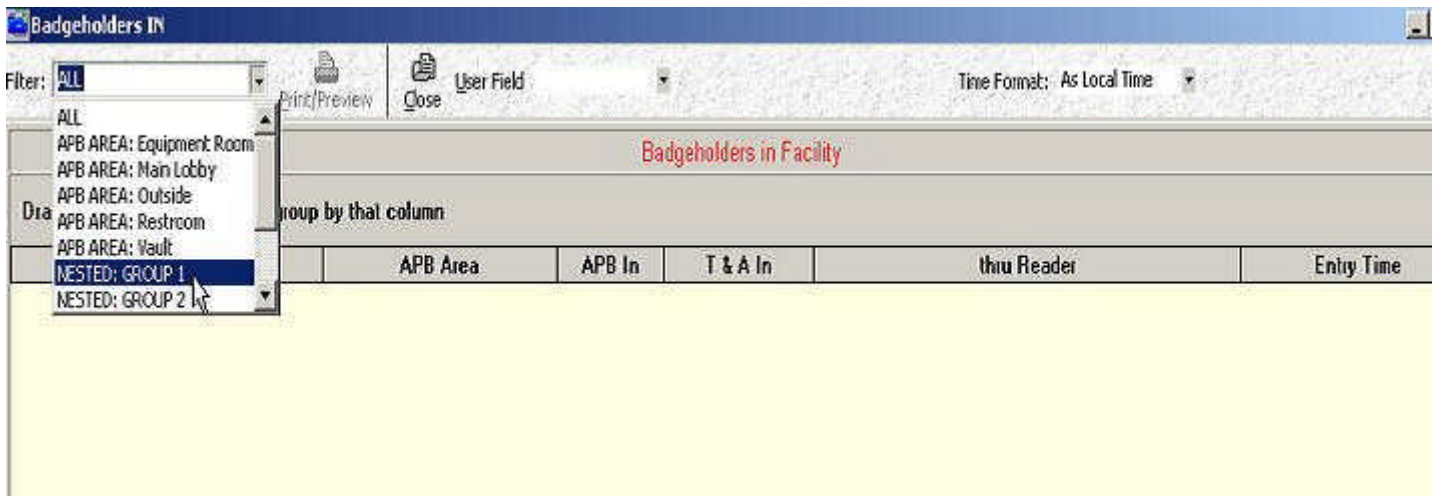 Badgeholders IN
Filter: ALL
Print/Preview
Close
User Field
Time Format: As Local Time
ALL
APB AREA: Equipment Room
APB AREA: Main Lobby
APB AREA: Outside
APB AREA: Restroom
APB AREA: Vault
NESTED: GROUP 1
NESTED: GROUP 2
Badgeholders in Facility
Dra
group by that column
APB Area
APB In
T & A In
thru Reader
Entry Time